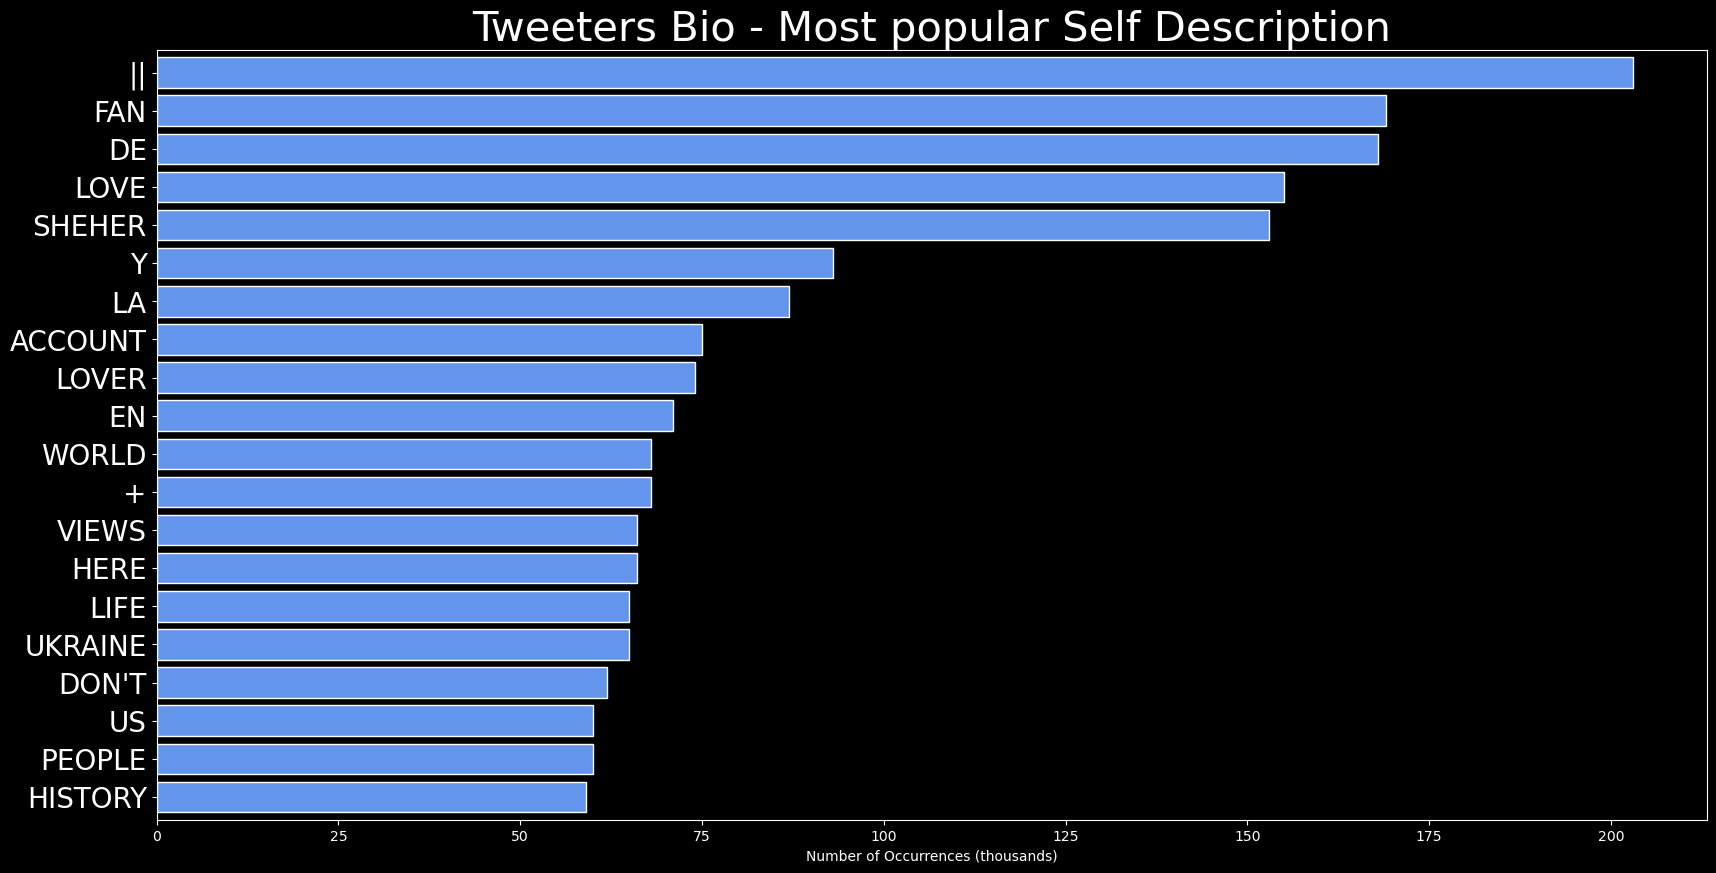 Tweeters Bio - Most popular Self Description
||
FAN
DE
LOVE
SHEHER
Y
LA
ACCOUNT
LOVER
EN
WORLD
+
VIEWS
HERE
LIFE
UKRAINE
DON'T
US
PEOPLE
HISTORY
0 25 50 75 100 125 150 175 200
Number of Occurrences (thousands)